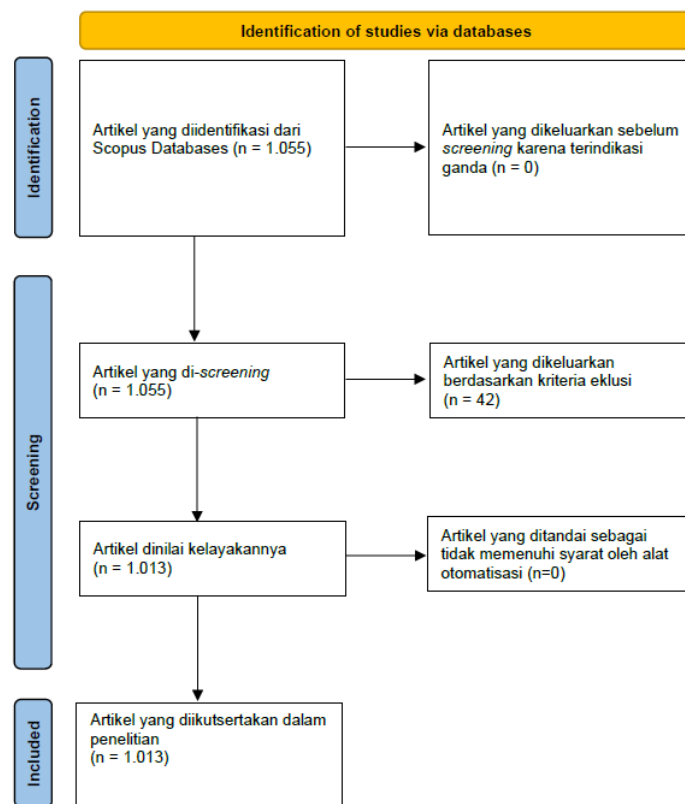 Identification of studies via databases
Identification
Artikel yang diidentifikasi dari
Scopus Databases (n = 1.055)
Artikel yang dikeluarkan sebelum
screening karena terindikasi
ganda (n = 0)
Screening
Artikel yang di-screening
(n = 1.055)
Artikel yang dikeluarkan
berdasarkan kriteria eklusi
(n = 42)
Artikel dinilai kelayakannya
(n = 1.013)
Artikel yang ditandai sebagai
tidak memenuhi syarat oleh alat
otomatisasi (n=0)
Included
Artikel yang diikutsertakan dalam
penelitian
(n = 1.013)